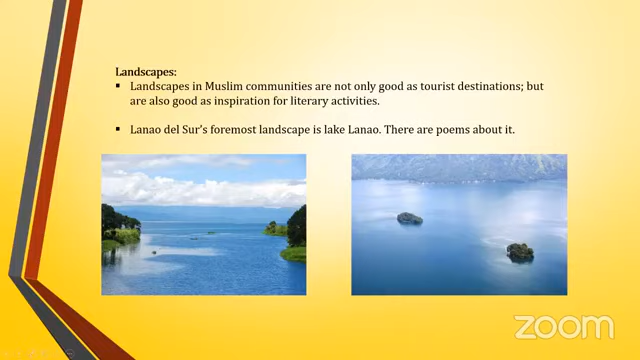 Landscapes:
▪ Landscapes in Muslim communities are not only good as tourist destinations; but
are also good as inspiration for literary activities.
▪ Lanao del Sur's foremost landscape is lake Lanao. There are poems about it.
zoom